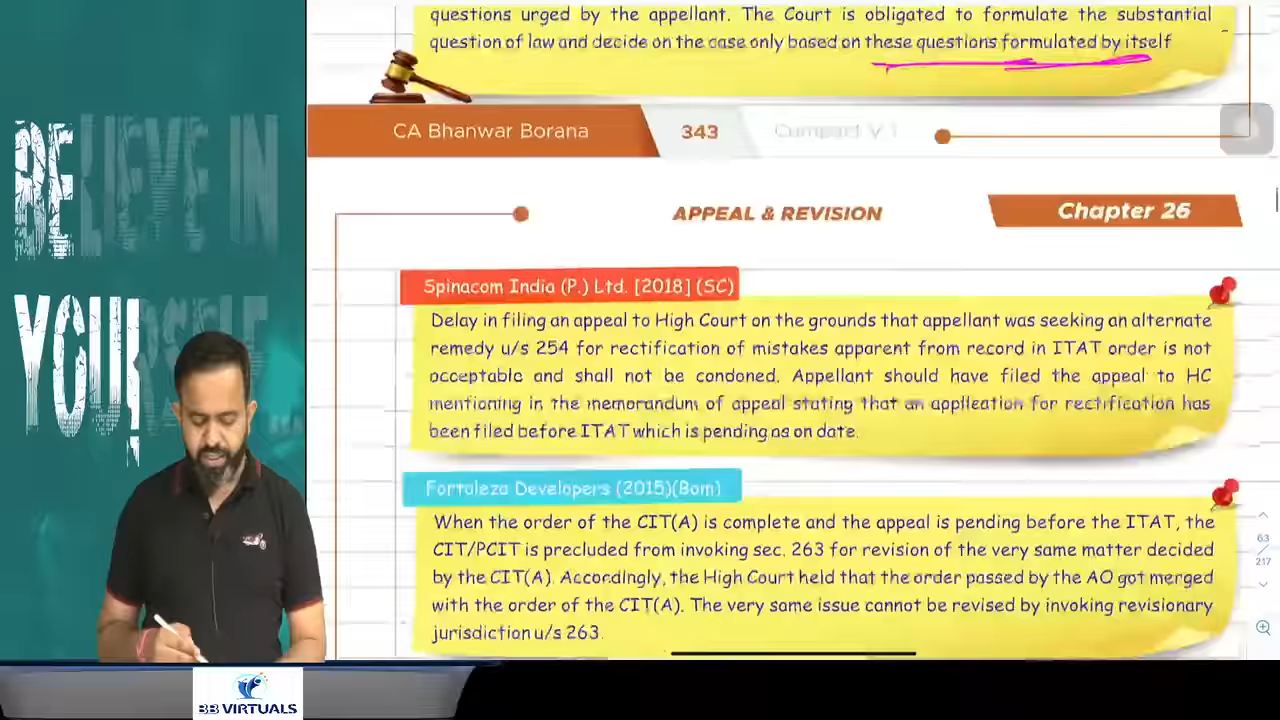 BELIEVE IN
YOURSELF
questions urged by the appellant. The Court is obligated to formulate the substantial
question of law and decide on the case only based on these questions formulated by itself
CA Bhanwar Borana
343
Compact V 1
APPEAL & REVISION
Chapter 26
Spinacom India (P.) Ltd. [2018] (SC)
Delay in filing an appeal to High Court on the grounds that appellant was seeking an alternate
remedy u/s 254 for rectification of mistakes apparent from record in ITAT order is not
acceptable and shall not be condoned. Appellant should have filed the appeal to HC
mentioning in the memorandum of appeal stating that an application for rectification has
been filed before ITAT which is pending as on date.
Fortaleza Developers (2015)(Bom)
When the order of the CIT(A) is complete and the appeal is pending before the ITAT, the
CIT/PCIT is precluded from invoking sec. 263 for revision of the very same matter decided
by the CIT(A). Accordingly, the High Court held that the order passed by the AO got merged
with the order of the CIT(A). The very same issue cannot be revised by invoking revisionary
jurisdiction u/s 263.
63
217
BB VIRTUALS